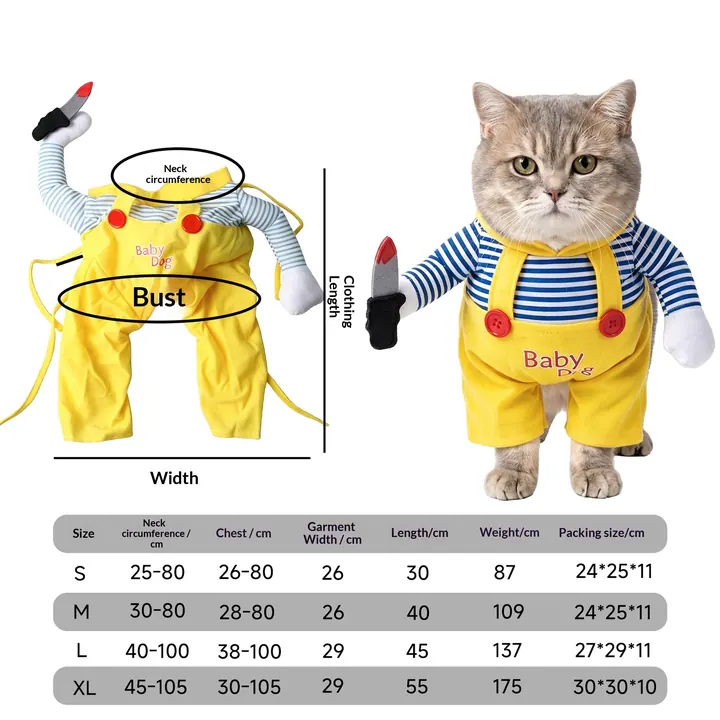 Neck
circumference
Baby
Dog
Bust
Clothing
Length
Width
Baby
Dog
Size Neck circumference / cm Chest / cm Garment Width / cm Length/cm Weight/cm Packing size/cm
S 25-80 26-80 26 30 87 24*25*11
M 30-80 28-80 26 40 109 24*25*11
L 40-100 38-100 29 45 137 27*29*11
XL 45-105 30-105 29 55 175 30*30*10